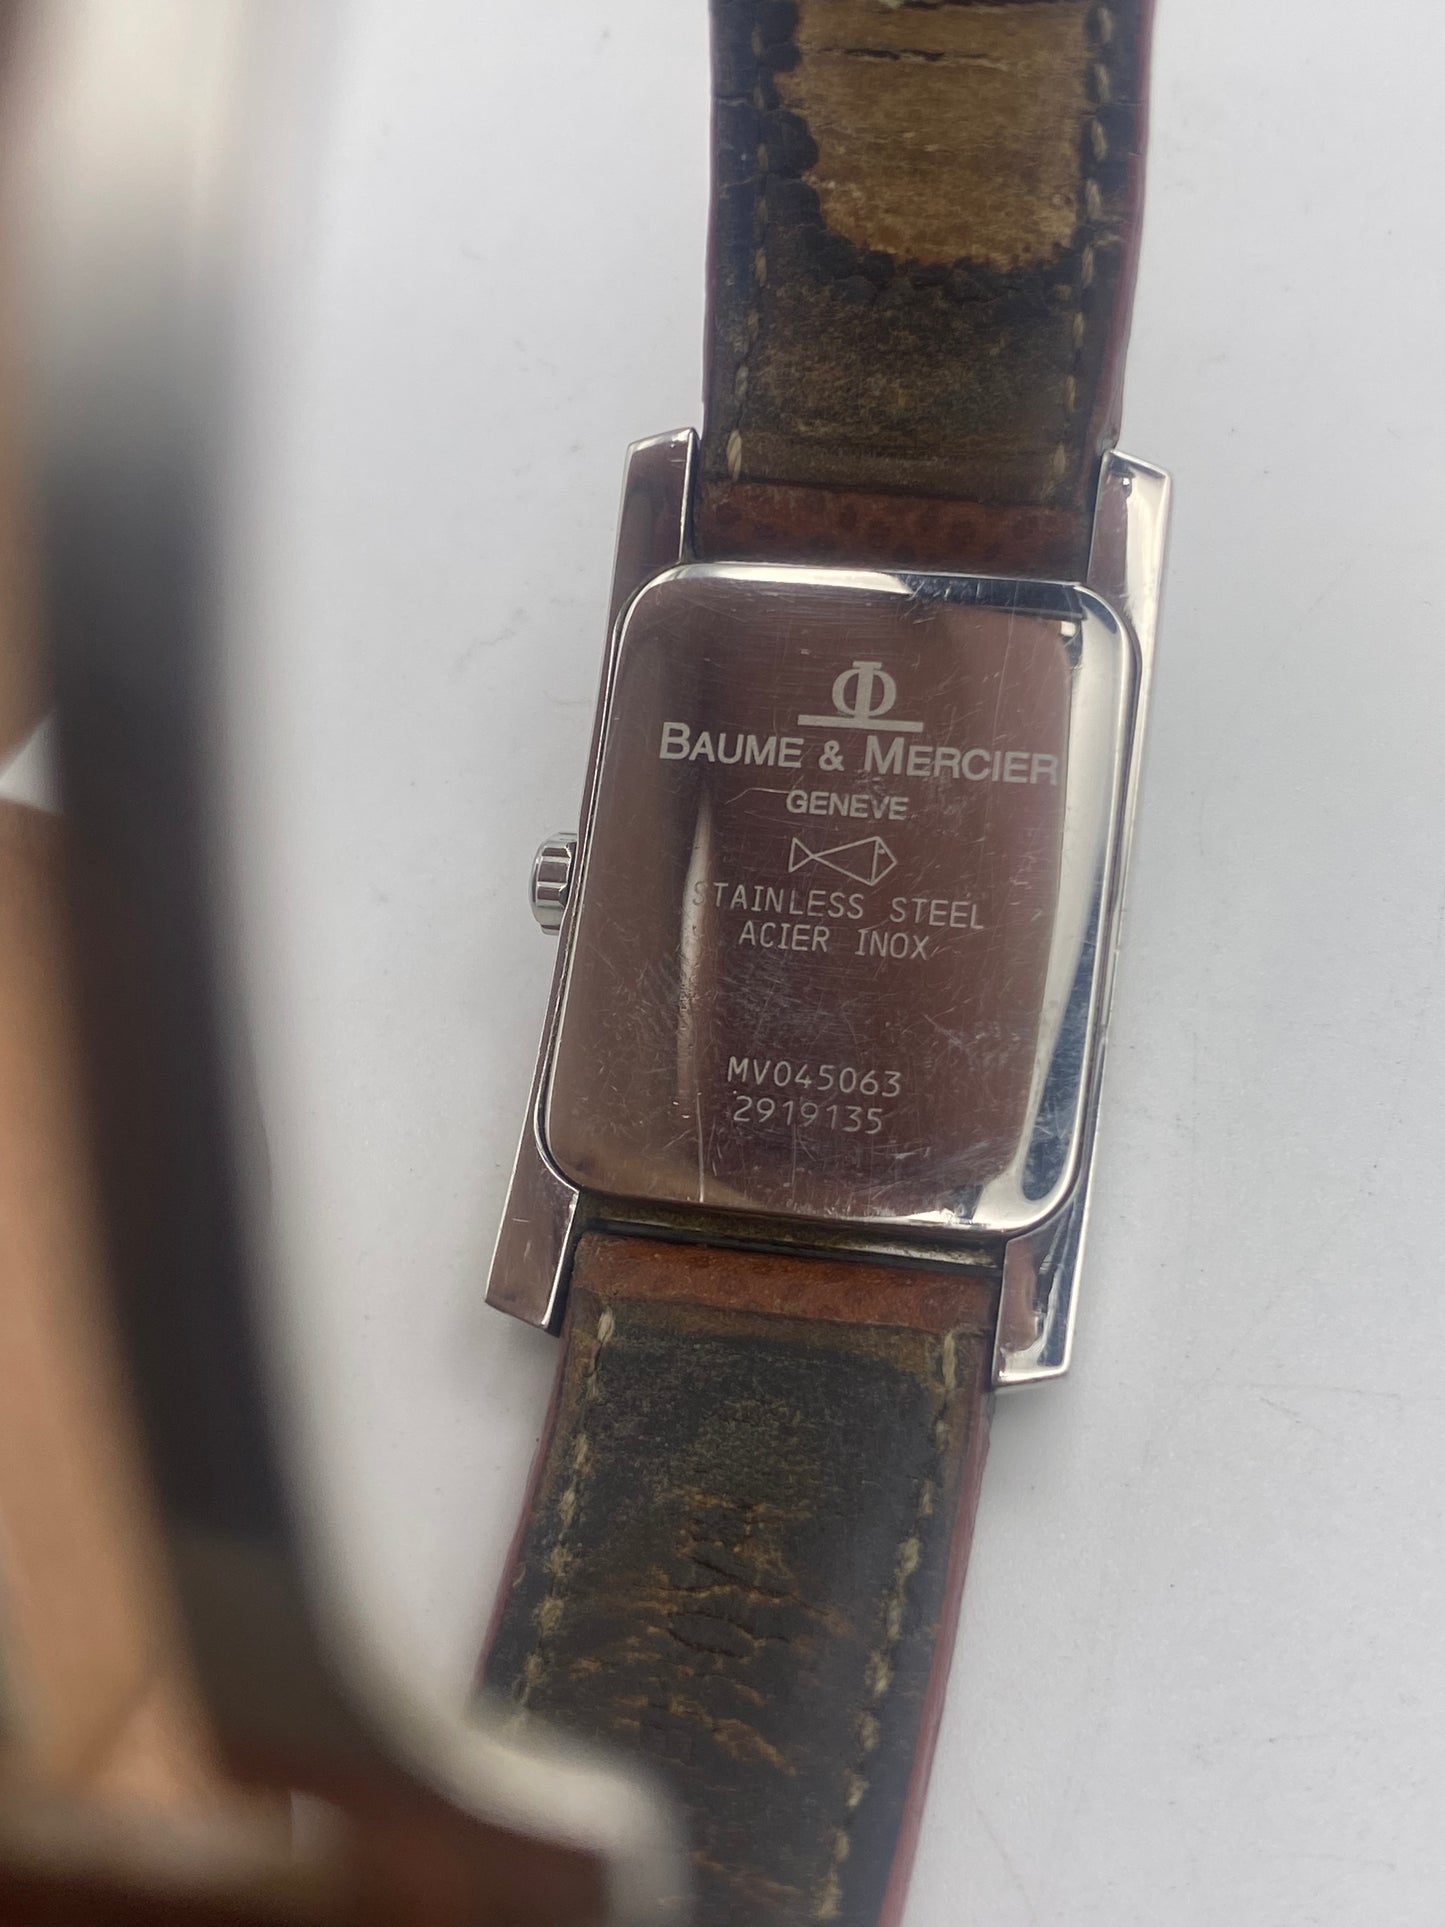 BAUME & MERCIER
GENEVE
STAINLESS STEEL
ACIER INOX
MV045063
2919135